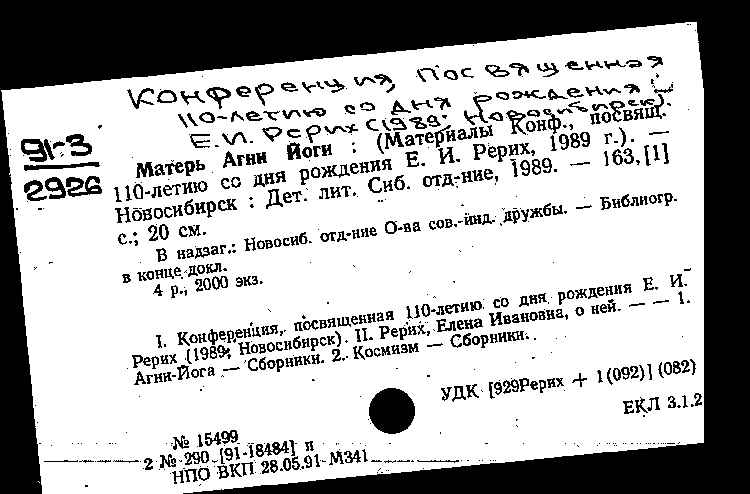 Конференция, посвященная
110-летию со дня рождения
Е.И. Рерих (1989; Новосибирск).
91-3
2926
Матерь Агни Йоги : (Материалы Конф., посвящ.
110-летию со дня рождения Е. И. Рерих, 1989 г.). —
Новосибирск : Дет. лит. Сиб. отд-ние, 1989. — 163, [1]
с.; 20 см.
В надзаг.: Новосиб. отд-ние О-ва сов.-инд. дружбы. — Библиогр.
в конце докл.
4 р., 2000 экз.
I. Конференция, посвященная 110-летию со дня рождения Е. И.
Рерих (1989; Новосибирск). II. Рерих, Елена Ивановна, о ней. — — 1.
Агни-Йога — Сборники. 2. Космизм — Сборники.
УДК [929Рерих + 1(092)] (082)
ЕКЛ 3.1.2
№ 15499
2 № 290 [91-18484] п
НПО ВКП 28.05.91 М341